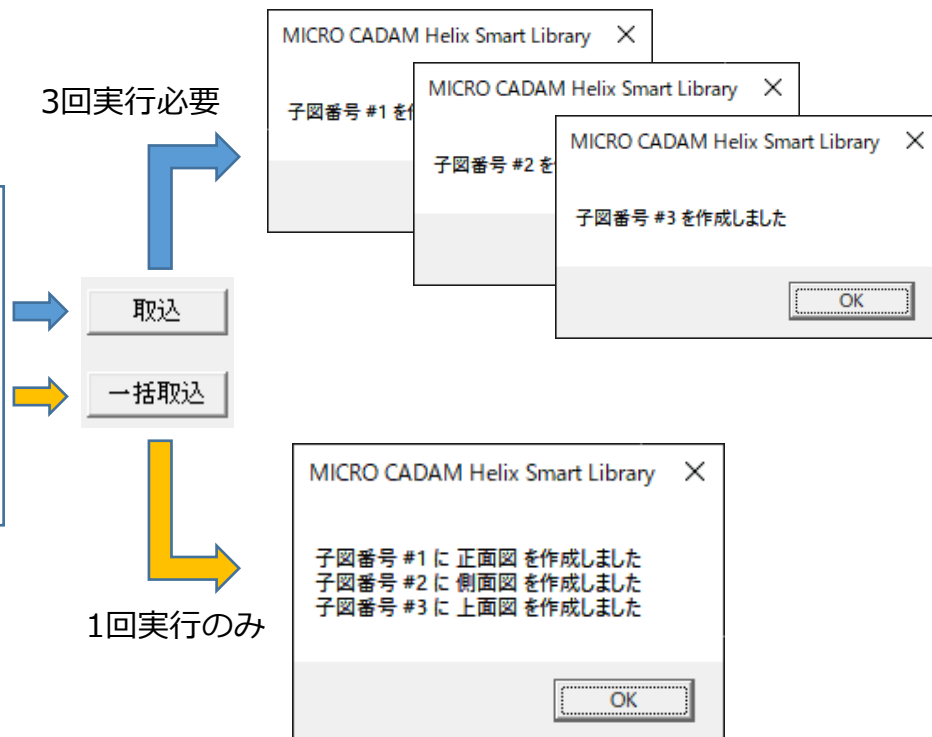 3回実行必要
MICRO CADAM Helix Smart Library
子図番号 #1 を
MICRO CADAM Helix Smart Library
子図番号 #2 を
MICRO CADAM Helix Smart Library
子図番号 #3 を作成しました
OK
取込
一括取込
1回実行のみ
MICRO CADAM Helix Smart Library
子図番号 #1 に 正面図 を作成しました
子図番号 #2 に 側面図 を作成しました
子図番号 #3 に 上面図 を作成しました
OK